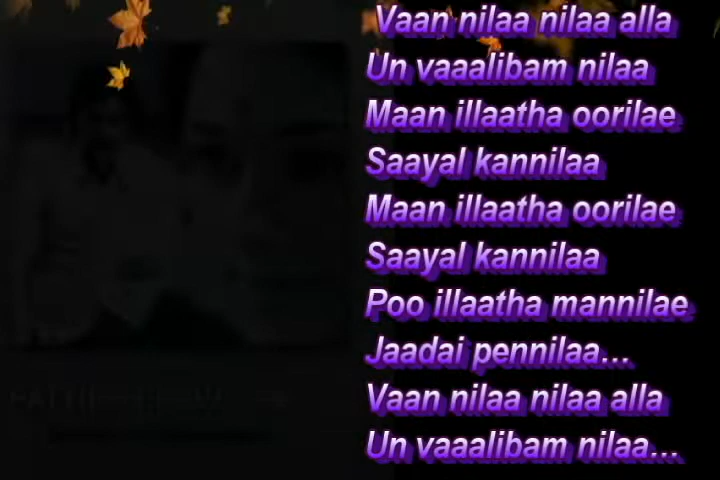 Vaan nilaa nilaa alla
Un vaaalibam nilaa
Maan illaatha oorilae
Saayal kannilaa
Maan illaatha oorilae
Saayal kannilaa
Poo illaatha mannilae
Jaadai pennilaa...
Vaan nilaa nilaa alla
Un vaaalibam nilaa...